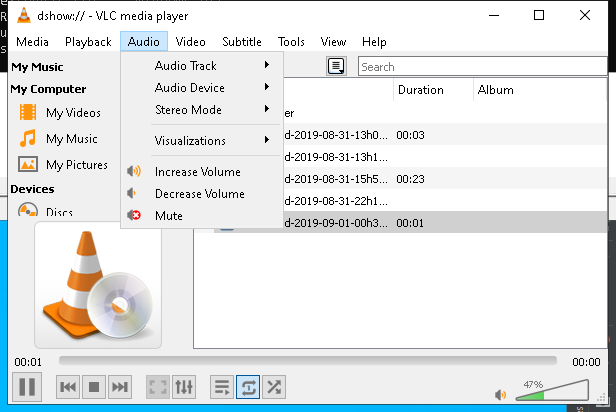 dshow:// - VLC media player
Media Playback Audio Video Subtitle Tools View Help
My Music
My Computer
My Videos
My Music
My Pictures
Devices
Discs
Audio Track
Audio Device
Stereo Mode
Visualizations
Increase Volume
Decrease Volume
Mute
Search
Duration Album
er
d-2019-08-31-13h0... 00:03
d-2019-08-31-13h1...
d-2019-08-31-15h5... 00:23
d-2019-08-31-22h1...
d-2019-09-01-00h3... 00:01
00:01 00:00
47%